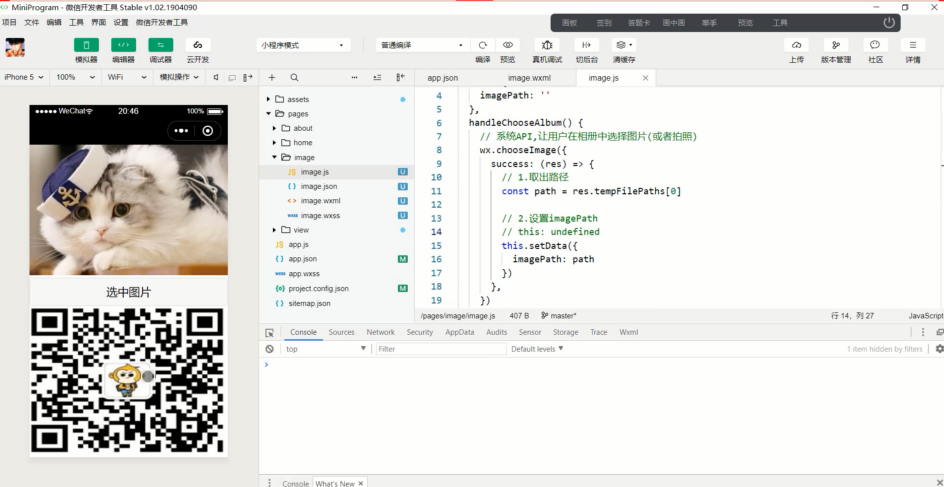 MiniProgram - 微信开发者工具 Stable v1.02.1904090
项目 文件 编辑 工具 界面 设置 微信开发者工具
画板 签到 答题卡 画中画 举手 预览 工具
模拟器 编辑器 调试器 云开发
小程序模式 普通编译
编译 预览 真机调试 切后台 清缓存
上传 版本管理 社区 详情
iPhone 5 100% WiFi 模拟操作
app.json image.wxml image.js
WeChat 20:46 100%
选中图片
assets
pages
about
home
image
image.js U
image.json U
image.wxml U
image.wxss U
view
app.js
app.json M
app.wxss
project.config.json M
sitemap.json
4 imagePath: ''
5 },
6 handleChooseAlbum() {
7 // 系统API,让用户在相册中选择图片(或者拍照)
8 wx.chooseImage({
9 success: (res) => {
10 // 1.取出路径
11 const path = res.tempFilePaths[0]
12
13 // 2.设置imagePath
14 // this: undefined
15 this.setData({
16 imagePath: path
17 })
18 },
19 })
/pages/image/image.js 407 B master* 行 14，列 27 JavaScript
Console Sources Network Security AppData Audits Sensor Storage Trace Wxml
top Filter Default levels 1 item hidden by filters
Console What's New